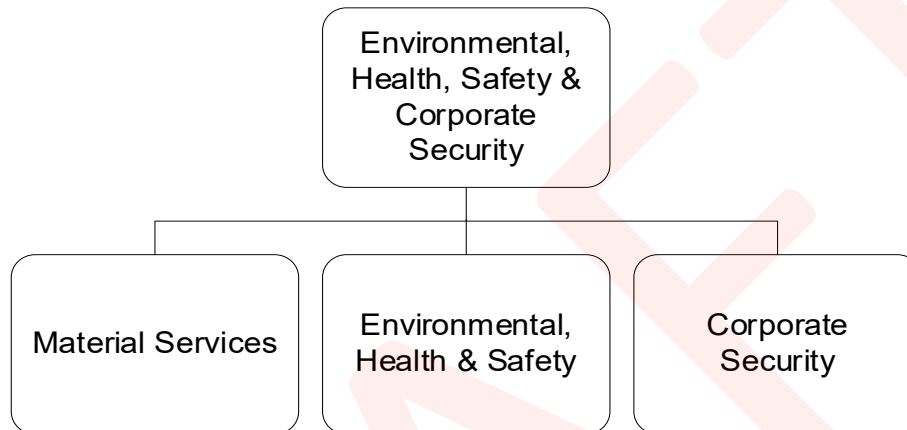 Environmental,
Health, Safety &
Corporate
Security
Material Services
Environmental,
Health & Safety
Corporate
Security